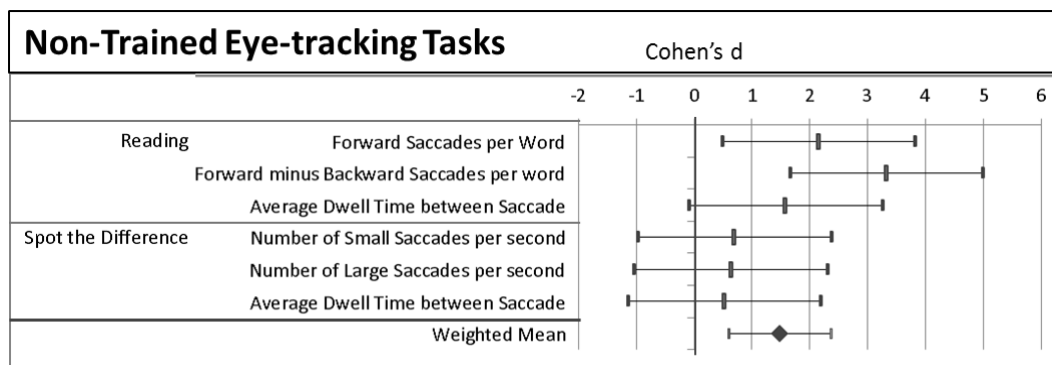 Non-Trained Eye-tracking Tasks
Cohen's d
-2 -1 0 1 2 3 4 5 6
Reading Forward Saccades per Word
Forward minus Backward Saccades per word
Average Dwell Time between Saccade
Spot the Difference Number of Small Saccades per second
Number of Large Saccades per second
Average Dwell Time between Saccade
Weighted Mean